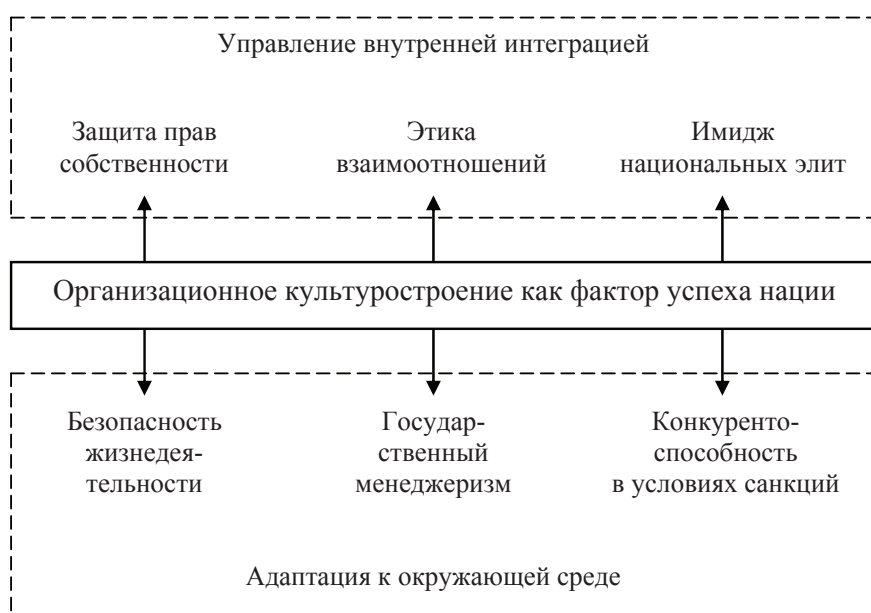 Управление внутренней интеграцией
Защита прав
собственности
Этика
взаимоотношений
Имидж
национальных элит
Организационное культуростроение как фактор успеха нации
Безопасность
жизнедея-
тельности
Государ-
ственный
менеджеризм
Конкуренто-
способность
в условиях санкций
Адаптация к окружающей среде